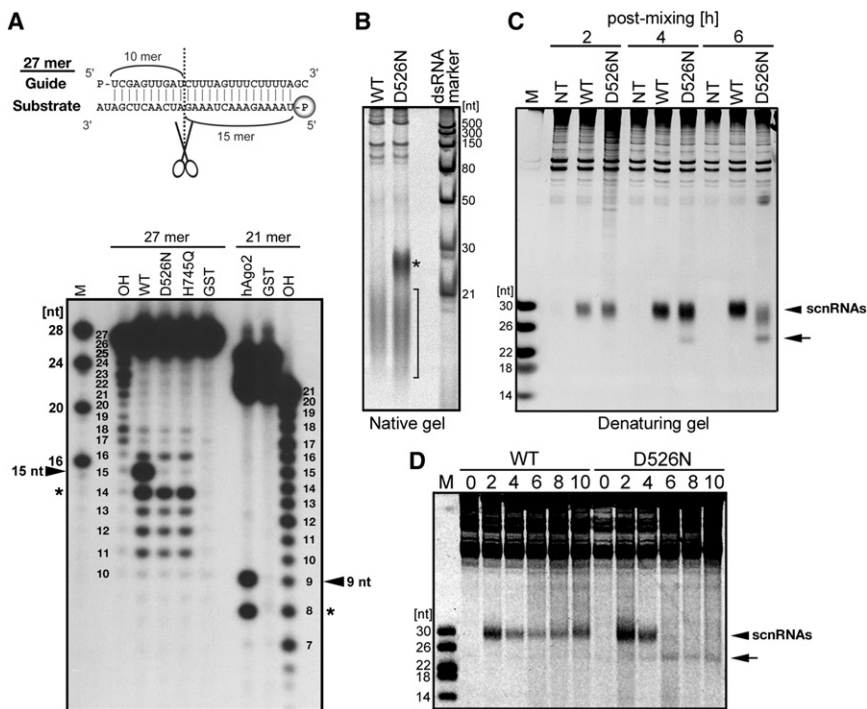 A
27 mer
Guide
Substrate
10 mer
5'
3'
P-UCGAGUUGAUCUUUAGUUCUUUUAGC
AUAGCUCAACUAGAAAUCAAAGAAAAU-P
3'
5'
15 mer
27 mer
21 mer
M
OH
WT
D526N
H745Q
GST
hAgo2
GST
OH
[nt]
28
24
20
16
15 nt
*
27
26
25
24
23
22
21
20
19
18
17
16
15
14
13
12
11
10
21
20
19
18
17
16
15
14
13
12
11
10
9
8
7
9 nt
*
B
WT
D526N
dsRNA marker
[nt]
500
300
150
80
50
30
21
*
Native gel
C
post-mixing [h]
2 4 6
M NT WT D526N NT WT D526N NT WT D526N
[nt]
30
26
22
18
14
scnRNAs
Denaturing gel
D
WT D526N
M 0 2 4 6 8 10 0 2 4 6 8 10
[nt]
30
26
22
18
14
scnRNAs